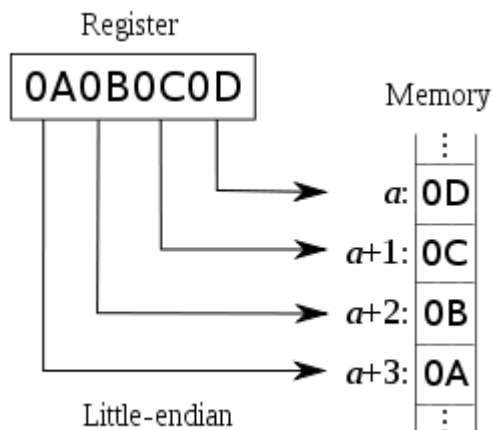 Register
0A0B0C0D
Memory
⋮
a: 0D
a+1: 0C
a+2: 0B
a+3: 0A
⋮
Little-endian